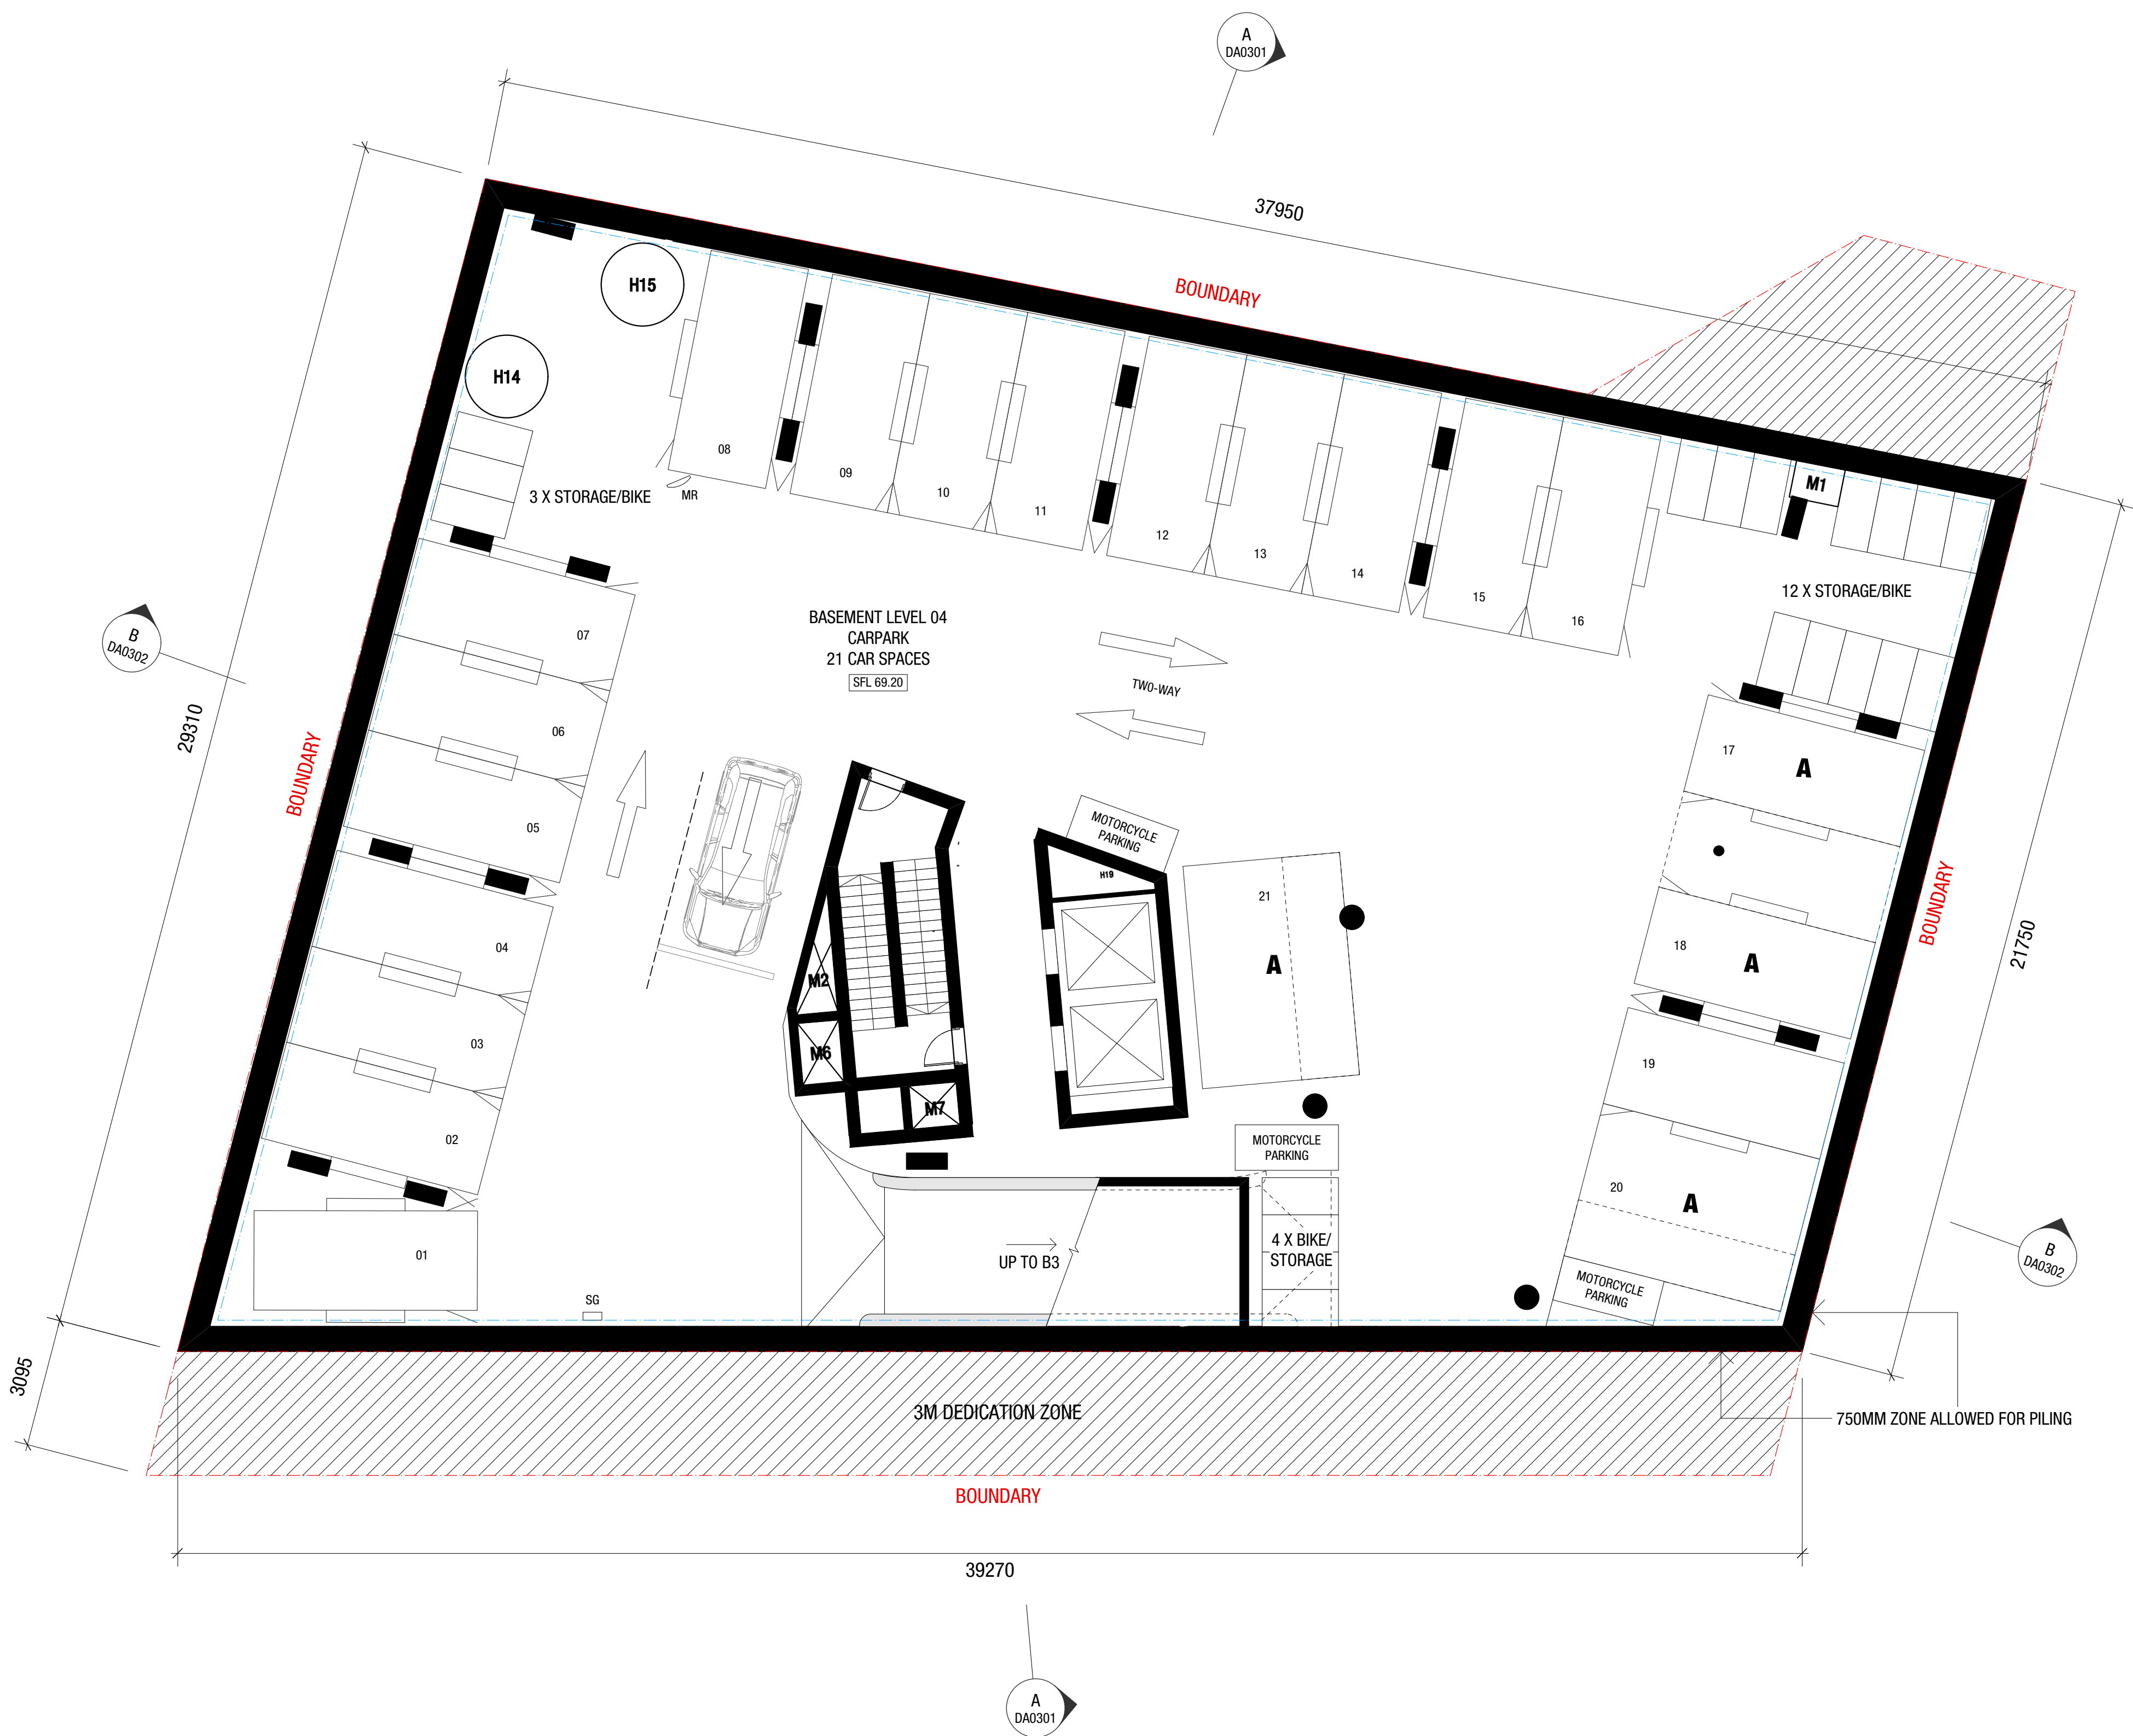 A
DA0301
37950
BOUNDARY
H15
H14
08
09
10
11
12
13
14
15
16
M1
3 X STORAGE/BIKE
MR
12 X STORAGE/BIKE
B
DA0302
29310
BOUNDARY
07
06
05
04
03
02
01
BASEMENT LEVEL 04
CARPARK
21 CAR SPACES
SFL 69.20
TW0-WAY
MOTORCYCLE
PARKING
H19
21
A
17
A
18
A
19
20
A
MOTORCYCLE
PARKING
BOUNDARY
21750
M2
M6
M7
MOTORCYCLE
PARKING
4 X BIKE/
STORAGE
UP TO B3
SG
B
DA0302
3095
3M DEDICATION ZONE
750MM ZONE ALLOWED FOR PILING
BOUNDARY
39270
A
DA0301